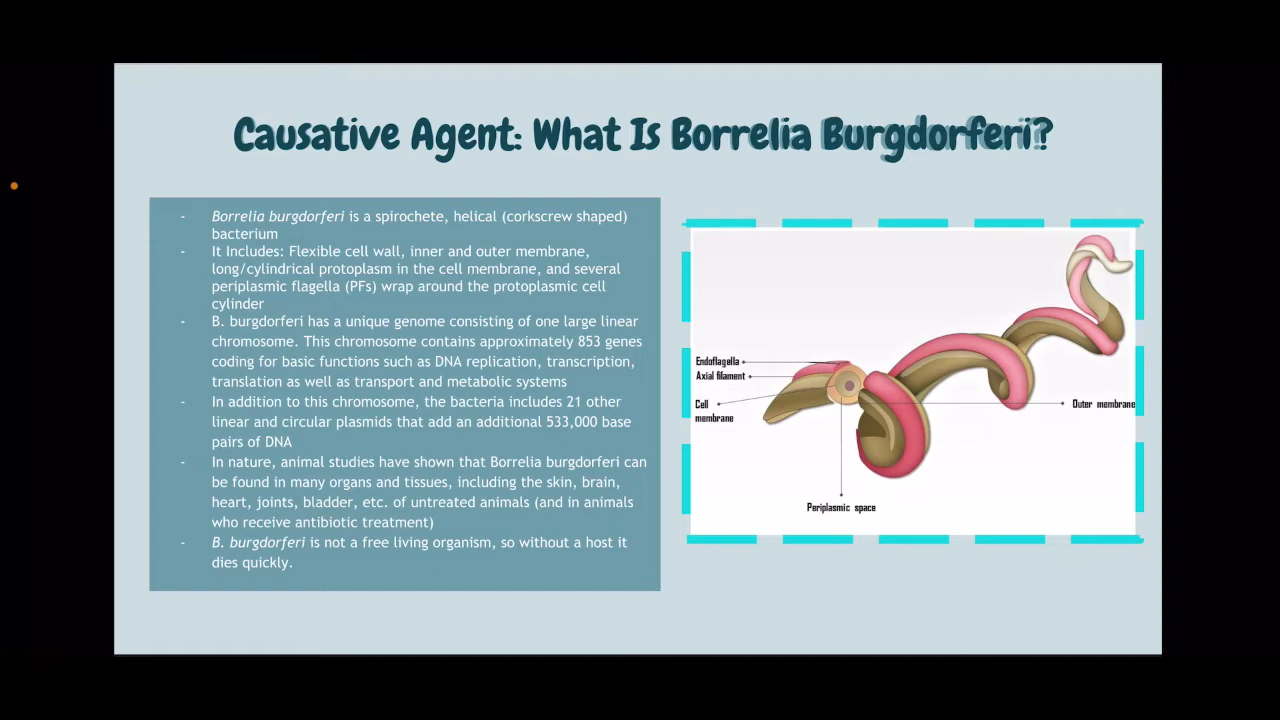 Causative Agent: What Is Borrelia Burgdorferi?
- Borrelia burgdorferi is a spirochete, helical (corkscrew shaped)
bacterium
- It Includes: Flexible cell wall, inner and outer membrane,
long/cylindrical protoplasm in the cell membrane, and several
periplasmic flagella (PFs) wrap around the protoplasmic cell
cylinder
- B. burgdorferi has a unique genome consisting of one large linear
chromosome. This chromosome contains approximately 853 genes
coding for basic functions such as DNA replication, transcription,
translation as well as transport and metabolic systems
- In addition to this chromosome, the bacteria includes 21 other
linear and circular plasmids that add an additional 533,000 base
pairs of DNA
- In nature, animal studies have shown that Borrelia burgdorferi can
be found in many organs and tissues, including the skin, brain,
heart, joints, bladder, etc. of untreated animals (and in animals
who receive antibiotic treatment)
- B. burgdorferi is not a free living organism, so without a host it
dies quickly.
Endoflagella
Axial filament
Cell
membrane
Outer membrane
Periplasmic space